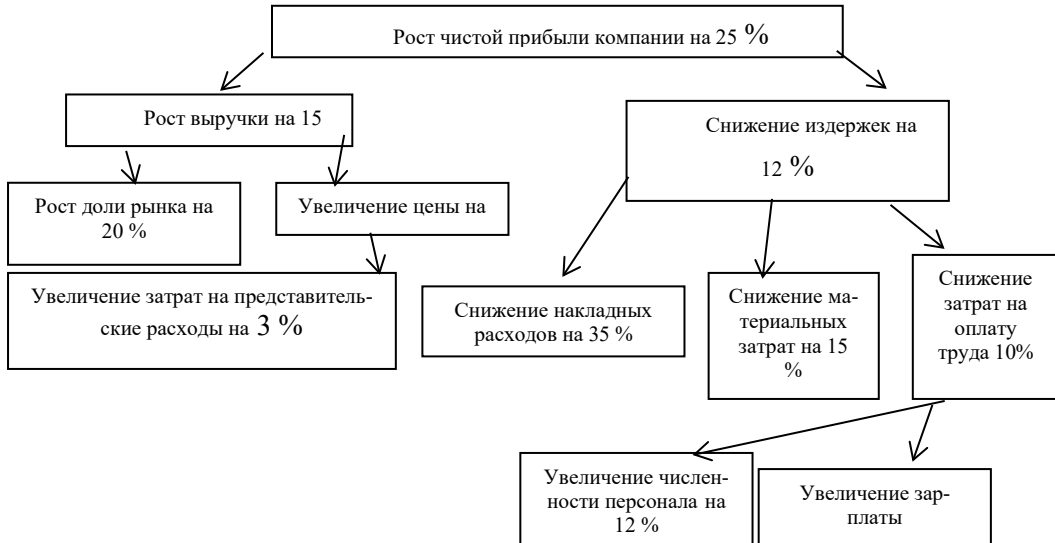 Рост чистой прибыли компании на 25 %
Рост выручки на 15
Снижение издержек на
12 %
Рост доли рынка на
20 %
Увеличение цены на
Увеличение затрат на представитель-
ские расходы на 3 %
Снижение накладных
расходов на 35 %
Снижение ма-
териальных
затрат на 15
%
Снижение
затрат на
оплату
труда 10%
Увеличение числен-
ности персонала на
12 %
Увеличение зар-
платы